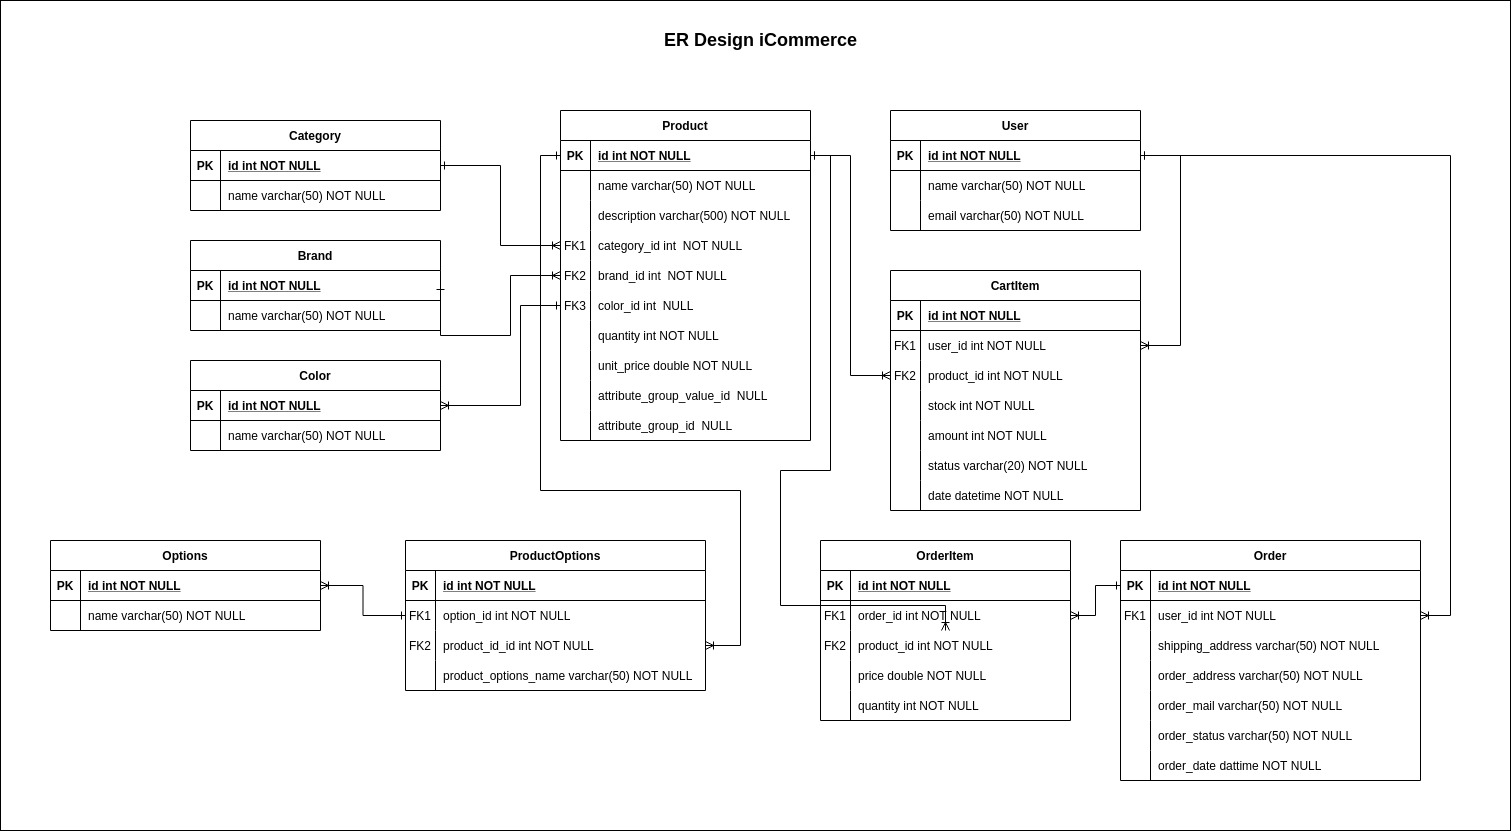 ER Design iCommerce
Category
PK id int NOT NULL
name varchar(50) NOT NULL
Brand
PK id int NOT NULL
name varchar(50) NOT NULL
Color
PK id int NOT NULL
name varchar(50) NOT NULL
Product
PK id int NOT NULL
name varchar(50) NOT NULL
description varchar(500) NOT NULL
FK1 category_id int  NOT NULL
FK2 brand_id int  NOT NULL
FK3 color_id int  NULL
quantity int NOT NULL
unit_price double NOT NULL
attribute_group_value_id  NULL
attribute_group_id  NULL
User
PK id int NOT NULL
name varchar(50) NOT NULL
email varchar(50) NOT NULL
CartItem
PK id int NOT NULL
FK1 user_id int NOT NULL
FK2 product_id int NOT NULL
stock int NOT NULL
amount int NOT NULL
status varchar(20) NOT NULL
date datetime NOT NULL
Options
PK id int NOT NULL
name varchar(50) NOT NULL
ProductOptions
PK id int NOT NULL
FK1 option_id int NOT NULL
FK2 product_id_id int NOT NULL
product_options_name varchar(50) NOT NULL
OrderItem
PK id int NOT NULL
FK1 order_id int NOT NULL
FK2 product_id int NOT NULL
price double NOT NULL
quantity int NOT NULL
Order
PK id int NOT NULL
FK1 user_id int NOT NULL
shipping_address varchar(50) NOT NULL
order_address varchar(50) NOT NULL
order_mail varchar(50) NOT NULL
order_status varchar(50) NOT NULL
order_date dattime NOT NULL